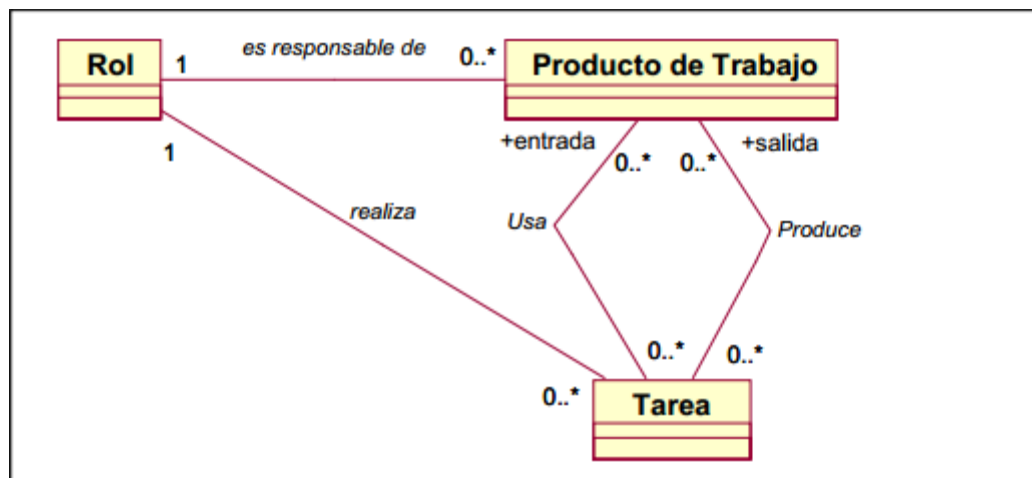 es responsable de
Rol
1
0..*
Producto de Trabajo
+entrada
+salida
1
0..*
0..*
realiza
Usa
Produce
0..*
0..*
0..*
Tarea